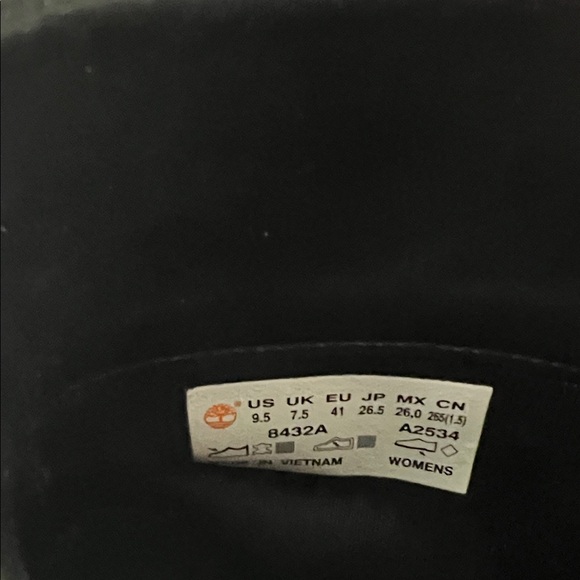 US UK EU JP MX CN
9.5 7.5 41 26.5 26.0 265(1.5)
8432A A2534
IN VIETNAM WOMENS